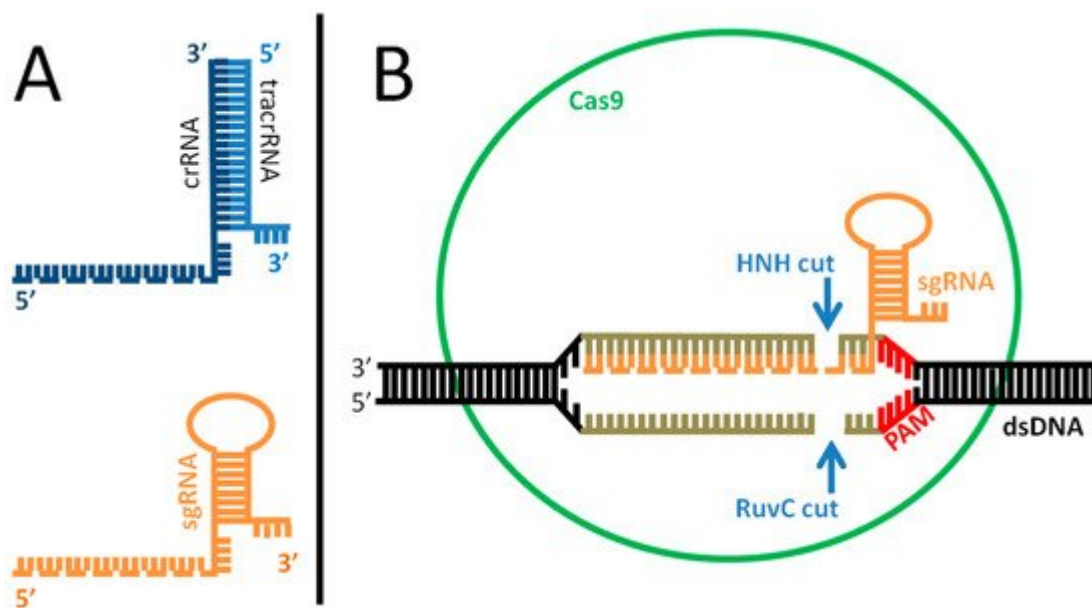 A
3’
5’
crRNA
tracrRNA
5’
3’
sgRNA
5’
3’
B
Cas9
HNH cut
sgRNA
3’
5’
PAM
dsDNA
RuvC cut